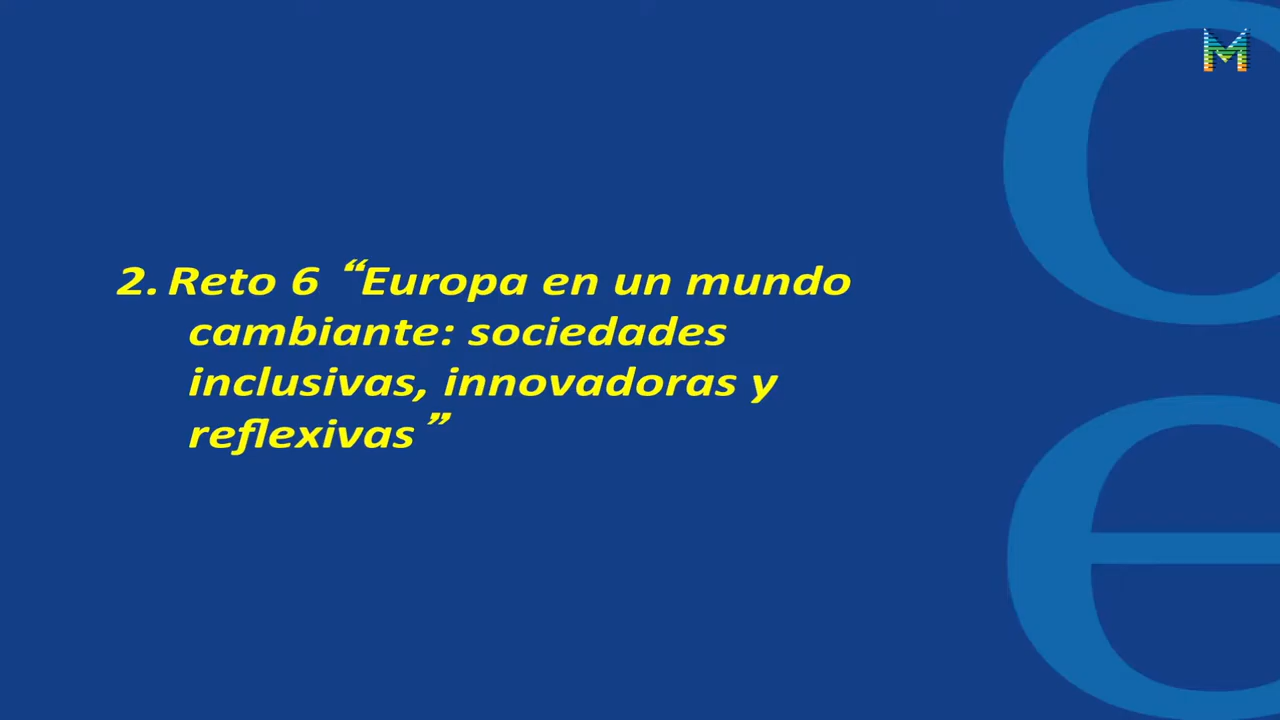 2. Reto 6 “Europa en un mundo
cambiante: sociedades
inclusivas, innovadoras y
reflexivas”
M
c
e